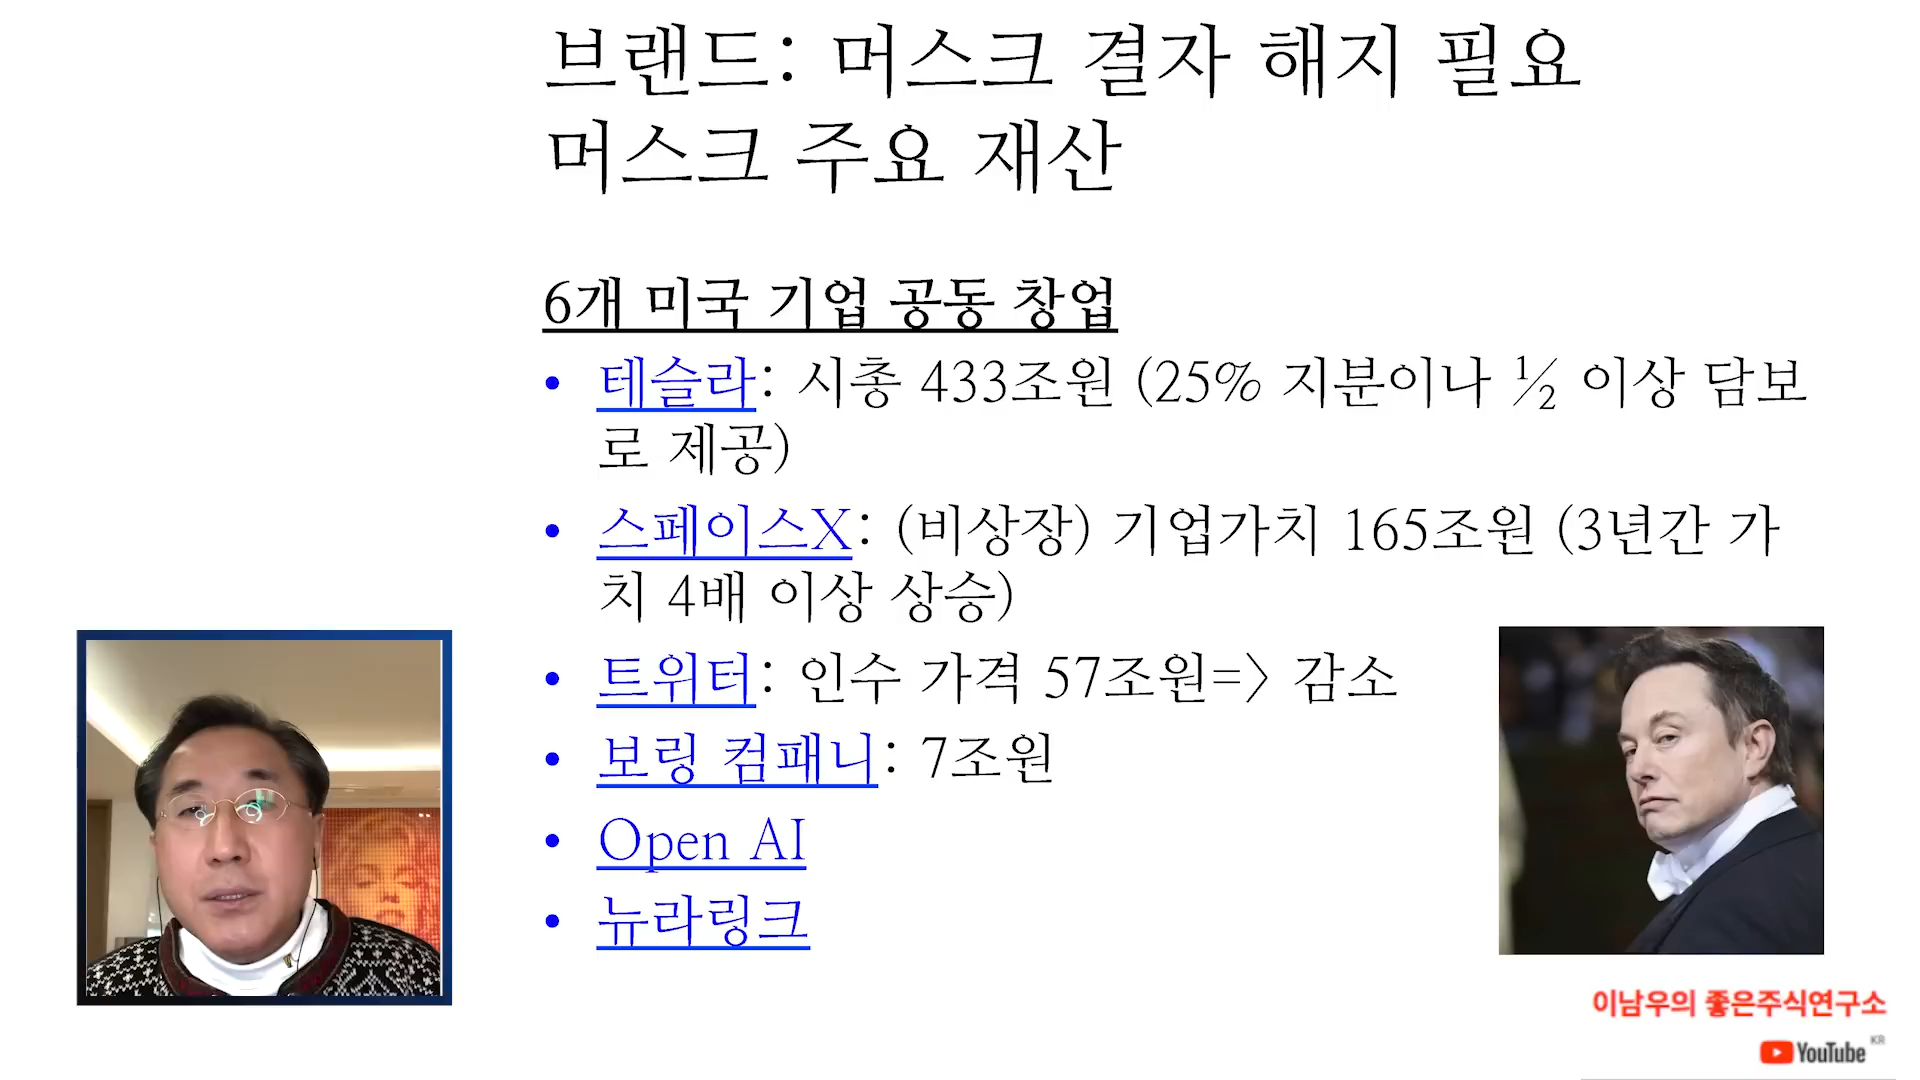 브랜드: 머스크 결자 해지 필요
머스크 주요 재산
6개 미국 기업 공동 창업
• 테슬라: 시총 433조원 (25% 지분이나 ½ 이상 담보
로 제공)
• 스페이스X: (비상장) 기업가치 165조원 (3년간 가
치 4배 이상 상승)
• 트위터: 인수 가격 57조원=> 감소
• 보링 컴패니: 7조원
• Open AI
• 뉴라링크
이남우의 좋은주식연구소
YouTube KR